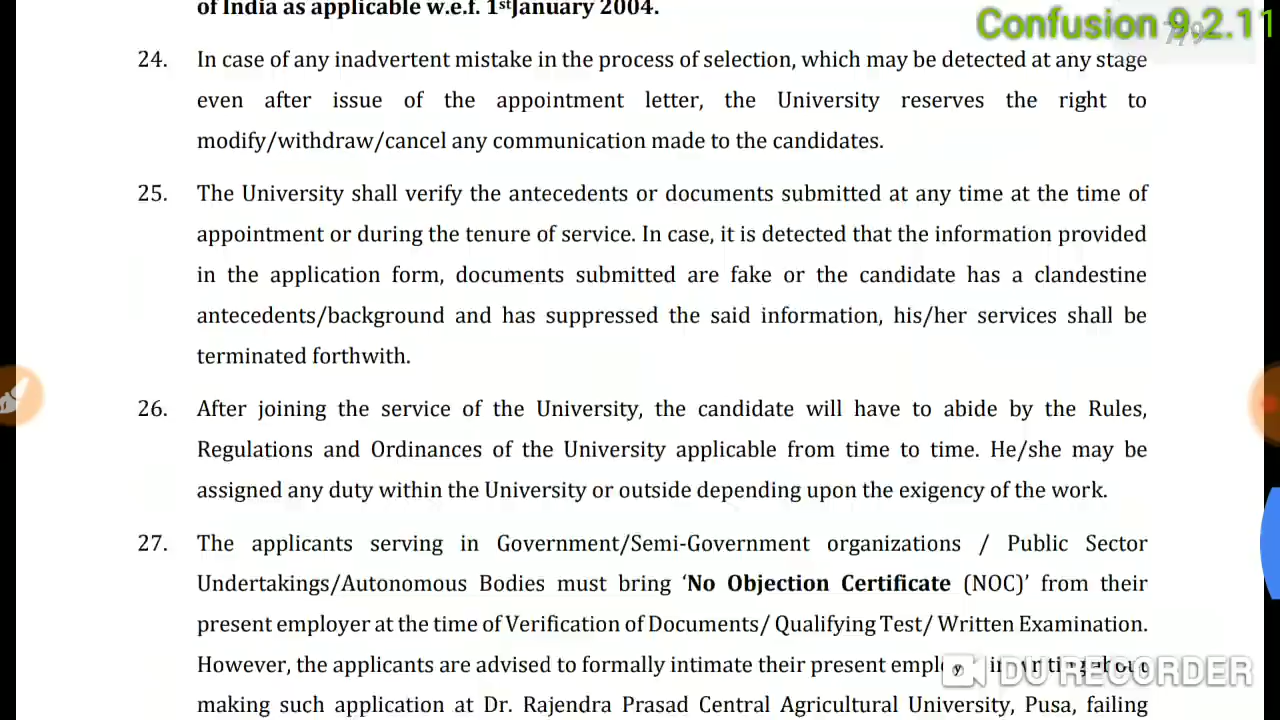 of India as applicable w.e.f. 1stJanuary 2004.
Confusion 9.2.11
24. In case of any inadvertent mistake in the process of selection, which may be detected at any stage
even after issue of the appointment letter, the University reserves the right to
modify/withdraw/cancel any communication made to the candidates.
25. The University shall verify the antecedents or documents submitted at any time at the time of
appointment or during the tenure of service. In case, it is detected that the information provided
in the application form, documents submitted are fake or the candidate has a clandestine
antecedents/background and has suppressed the said information, his/her services shall be
terminated forthwith.
26. After joining the service of the University, the candidate will have to abide by the Rules,
Regulations and Ordinances of the University applicable from time to time. He/she may be
assigned any duty within the University or outside depending upon the exigency of the work.
27. The applicants serving in Government/Semi-Government organizations / Public Sector
Undertakings/Autonomous Bodies must bring ‘No Objection Certificate (NOC)’ from their
present employer at the time of Verification of Documents/ Qualifying Test/ Written Examination.
However, the applicants are advised to formally intimate their present employer in writing about
DU RECORDER
making such application at Dr. Rajendra Prasad Central Agricultural University, Pusa, failing